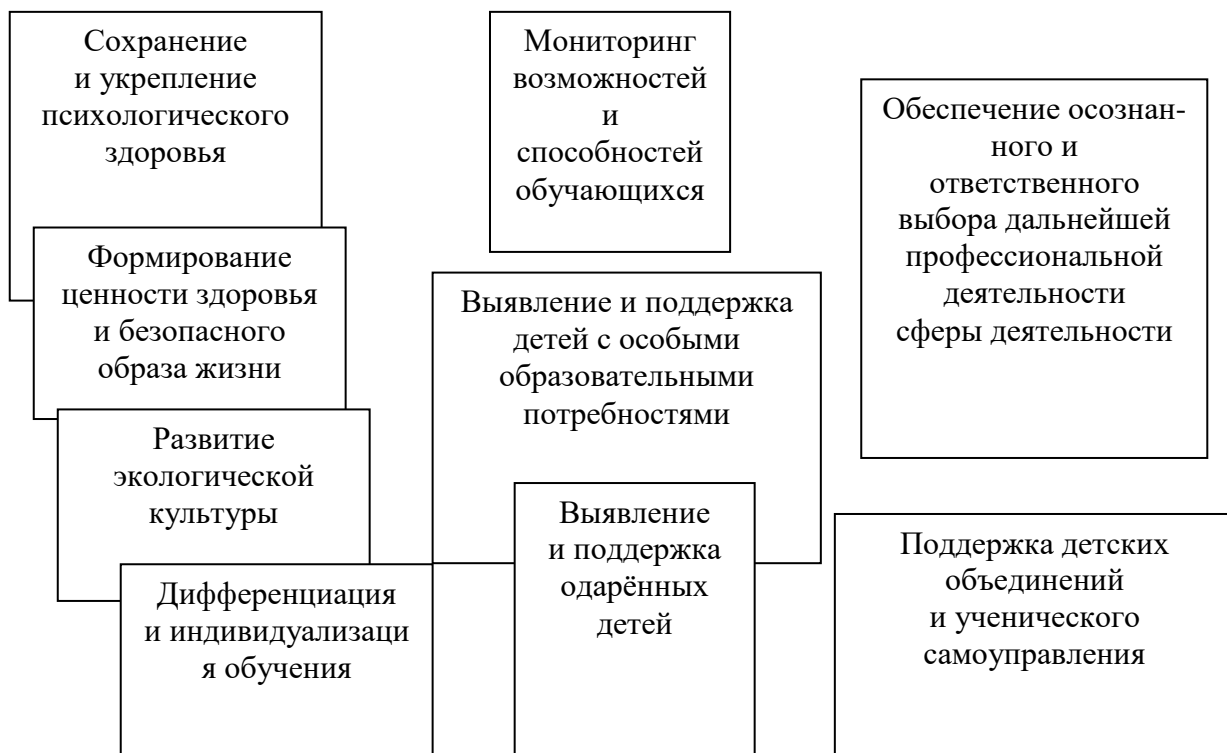 Сохранение
и укрепление
психологического
здоровья
Формирование
ценности здоровья
и безопасного
образа жизни
Развитие
экологической
культуры
Дифференциация
и индивидуализаци
я обучения
Мониторинг
возможностей
и
способностей
обучающихся
Выявление и поддержка
детей с особыми
образовательными
потребностями
Выявление
и поддержка
одарённых
детей
Обеспечение осознан-
ного и
ответственного
выбора дальнейшей
профессиональной
деятельности
сферы деятельности
Поддержка детских
объединений
и ученического
самоуправления